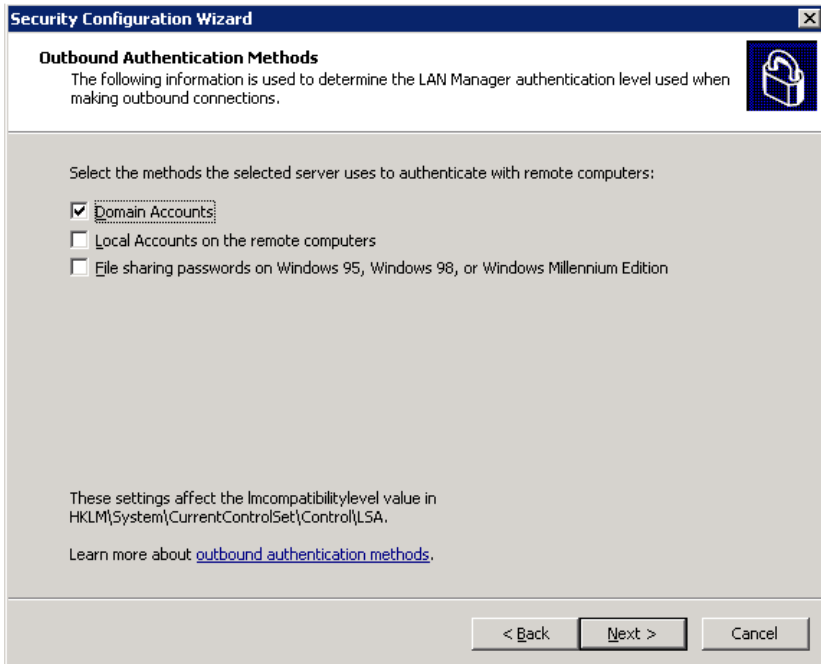 Security Configuration Wizard
Outbound Authentication Methods
The following information is used to determine the LAN Manager authentication level used when
making outbound connections.
Select the methods the selected server uses to authenticate with remote computers:
Domain Accounts
Local Accounts on the remote computers
File sharing passwords on Windows 95, Windows 98, or Windows Millennium Edition
These settings affect the lmcompatibilitylevel value in
HKLM\System\CurrentControlSet\Control\LSA.
Learn more about outbound authentication methods.
< Back Next > Cancel